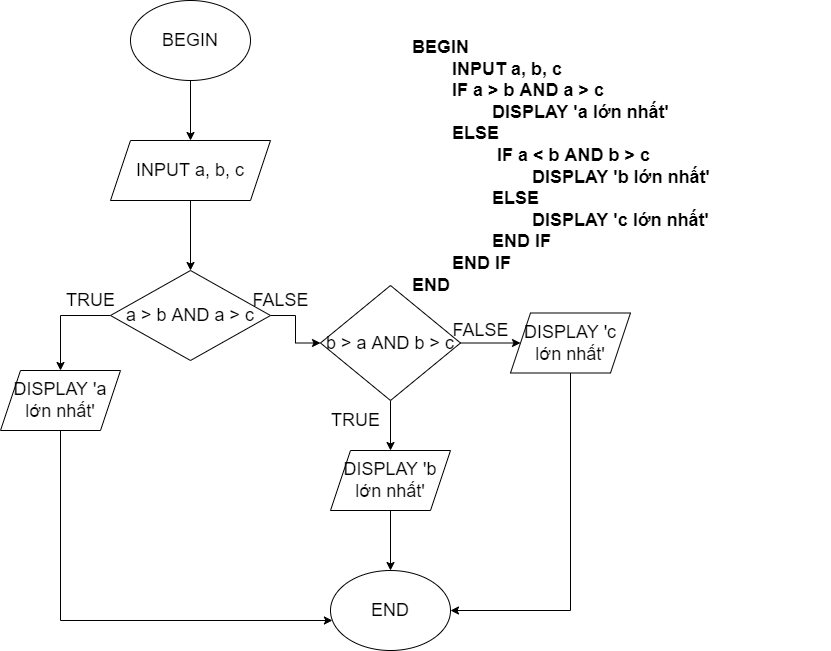 BEGIN
INPUT a, b, c
a > b AND a > c
TRUE
FALSE
DISPLAY 'a
lớn nhất'
b > a AND b > c
FALSE
TRUE
DISPLAY 'c
lớn nhất'
DISPLAY 'b
lớn nhất'
END
BEGIN
INPUT a, b, c
IF a > b AND a > c
DISPLAY 'a lớn nhất'
ELSE
IF a < b AND b > c
DISPLAY 'b lớn nhất'
ELSE
DISPLAY 'c lớn nhất'
END IF
END IF
END